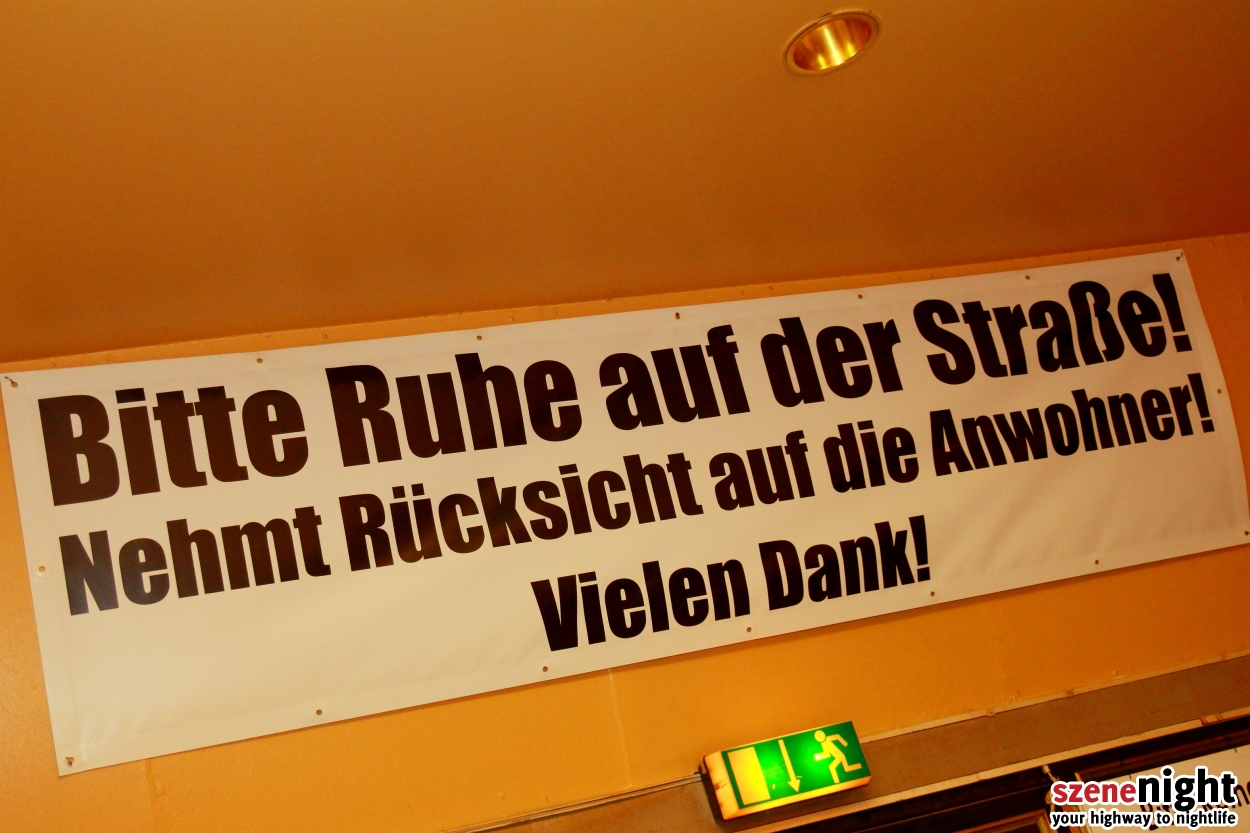 Bitte Ruhe auf der Straße!
Nehmt Rücksicht auf die Anwohner!
Vielen Dank!
szenenight
your highway to nightlife